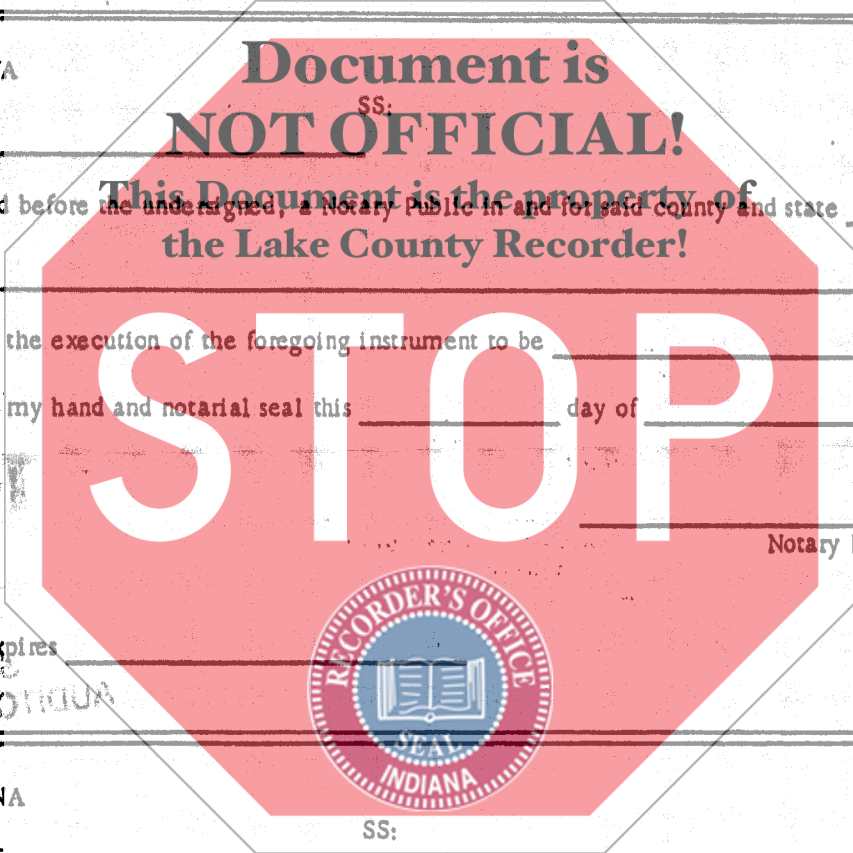 Document is
A
SS:
NOT OFFICIAL!
This Document is the property of
before the undersigned, a Notary Public in and for said county and state
the Lake County Recorder!
the execution of the foregoing instrument to be
my hand and notarial seal this day of
STOP
Notary
RECORDER'S OFFICE
pires
SEAL
INDIANA
NA
SS: